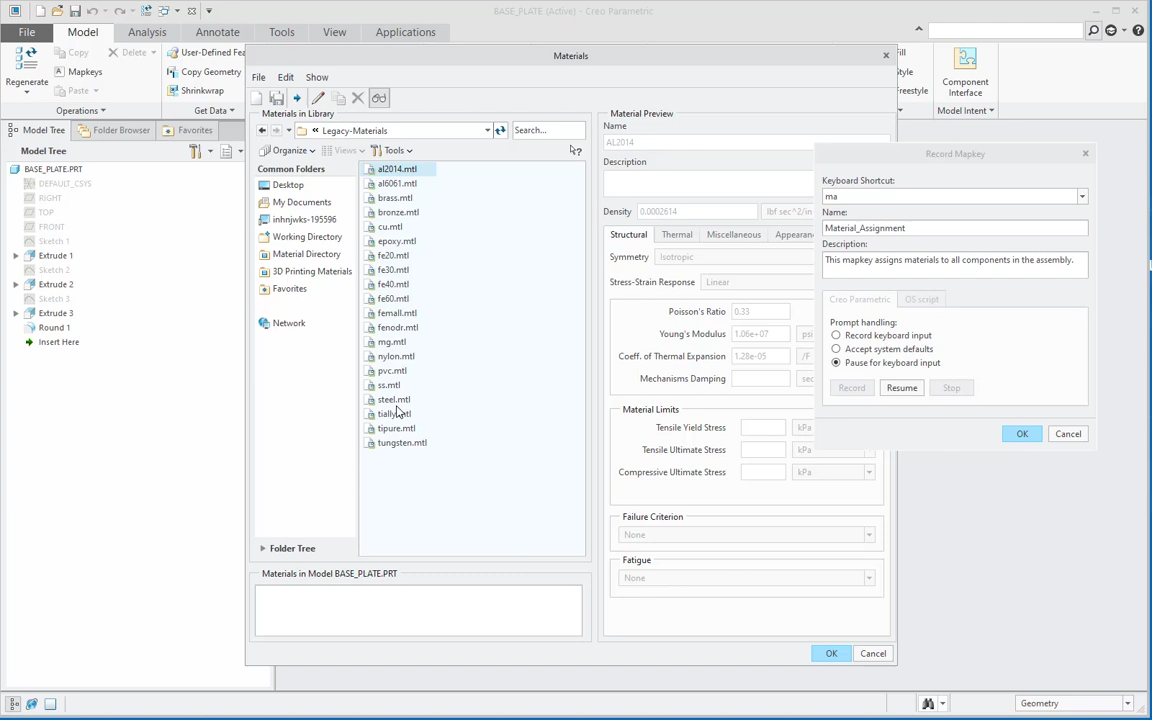 BASE_PLATE (Active) - Creo Parametric
File
Model
Analysis
Annotate
Tools
View
Applications
Regenerate
Copy
Delete
Mapkeys
Paste
User-Defined Fea
Copy Geometry
Shrinkwrap
Operations
Get Data
Fill
Style
Freestyle
Component
Interface
Model Intent
Model Tree
Folder Browser
Favorites
Model Tree
BASE_PLATE.PRT
DEFAULT_CSYS
RIGHT
TOP
FRONT
Sketch 1
Extrude 1
Sketch 2
Extrude 2
Sketch 3
Extrude 3
Round 1
Insert Here
Materials
File
Edit
Show
Materials in Library
Legacy-Materials
Search...
Organize
Views
Tools
Common Folders
Desktop
My Documents
inhnjwks-195596
Working Directory
Material Directory
3D Printing Materials
Favorites
Network
Folder Tree
al2014.mtl
al6061.mtl
brass.mtl
bronze.mtl
cu.mtl
epoxy.mtl
fe20.mtl
fe30.mtl
fe40.mtl
fe60.mtl
femall.mtl
fenodr.mtl
mg.mtl
nylon.mtl
pvc.mtl
ss.mtl
steel.mtl
tipure.mtl
tungsten.mtl
Materials in Model BASE_PLATE.PRT
Material Preview
Name
AL2014
Description
Density
0.0002614
lbf sec^2/in
Structural
Thermal
Miscellaneous
Appearanc
Symmetry
Isotropic
Stress-Strain Response
Linear
Poisson's Ratio
0.33
Young's Modulus
1.06e+07
psi
Coeff. of Thermal Expansion
1.28e-05
/F
Mechanisms Damping
sec
Material Limits
Tensile Yield Stress
kPa
Tensile Ultimate Stress
kPa
Compressive Ultimate Stress
kPa
Failure Criterion
None
Fatigue
None
OK
Cancel
Record Mapkey
Keyboard Shortcut:
ma
Name:
Material_Assignment
Description:
This mapkey assigns materials to all components in the assembly.
Creo Parametric
OS script
Prompt handling:
Record keyboard input
Accept system defaults
Pause for keyboard input
Record
Resume
Stop
OK
Cancel
Geometry